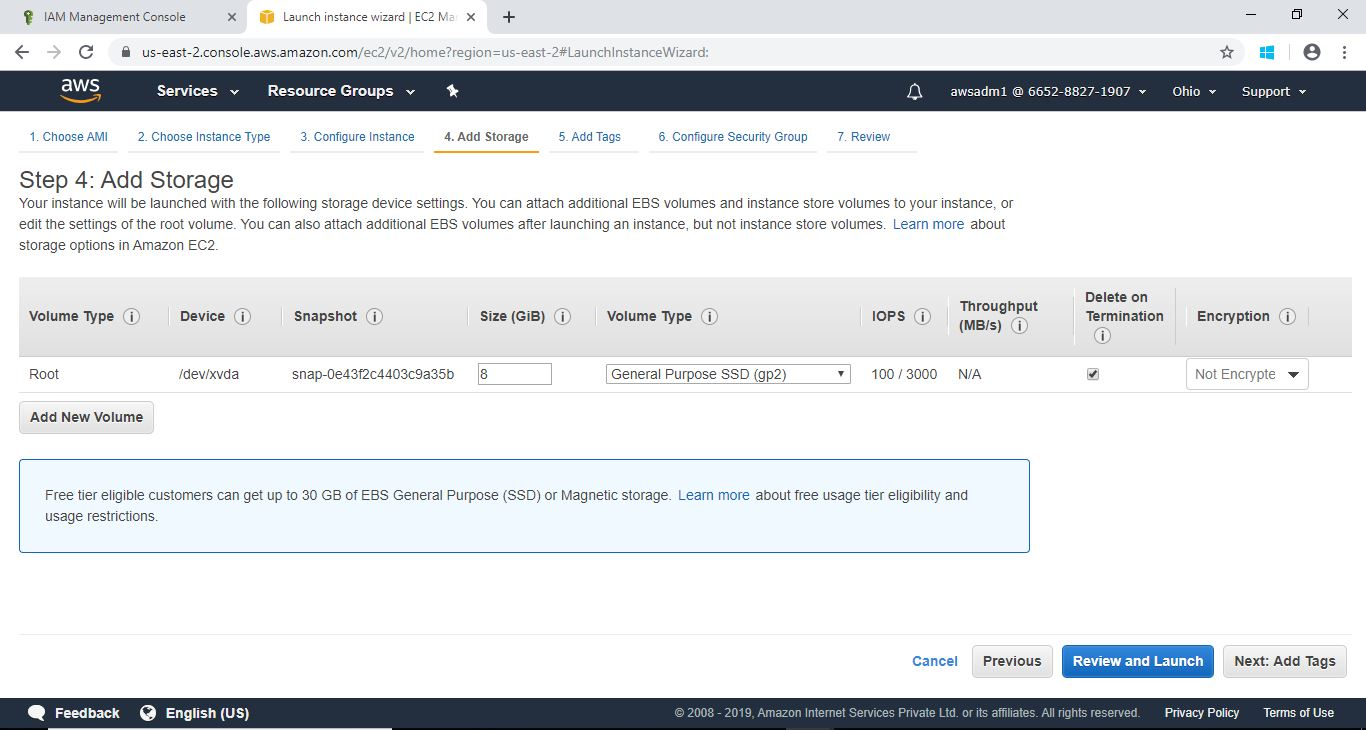 IAM Management Console
Launch instance wizard | EC2 Ma
us-east-2.console.aws.amazon.com/ec2/v2/home?region=us-east-2#LaunchInstanceWizard:
aws Services Resource Groups awsadm1 @ 6652-8827-1907 Ohio Support
1. Choose AMI 2. Choose Instance Type 3. Configure Instance 4. Add Storage 5. Add Tags 6. Configure Security Group 7. Review
Step 4: Add Storage
Your instance will be launched with the following storage device settings. You can attach additional EBS volumes and instance store volumes to your instance, or
edit the settings of the root volume. You can also attach additional EBS volumes after launching an instance, but not instance store volumes. Learn more about
storage options in Amazon EC2.
Volume Type Device Snapshot Size (GiB) Volume Type IOPS Throughput (MB/s) Delete on Termination Encryption
Root /dev/xvda snap-0e43f2c4403c9a35b 8 General Purpose SSD (gp2) 100 / 3000 N/A Not Encrypte
Add New Volume
Free tier eligible customers can get up to 30 GB of EBS General Purpose (SSD) or Magnetic storage. Learn more about free usage tier eligibility and
usage restrictions.
Cancel Previous Review and Launch Next: Add Tags
Feedback English (US) © 2008 - 2019, Amazon Internet Services Private Ltd. or its affiliates. All rights reserved. Privacy Policy Terms of Use